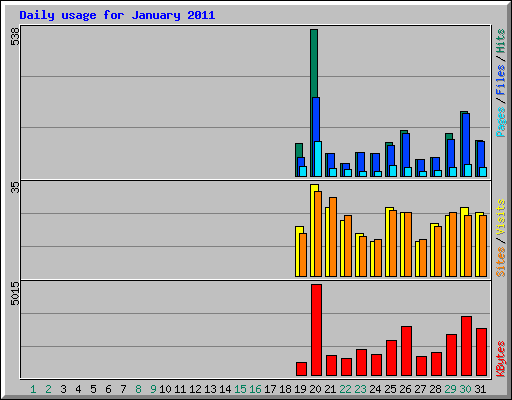 Daily usage for January 2011
538
Pages / Files / Hits
35
Sites / Visits
5015
KBytes
1 2 3 4 5 6 7 8 9 10 11 12 13 14 15 16 17 18 19 20 21 22 23 24 25 26 27 28 29 30 31